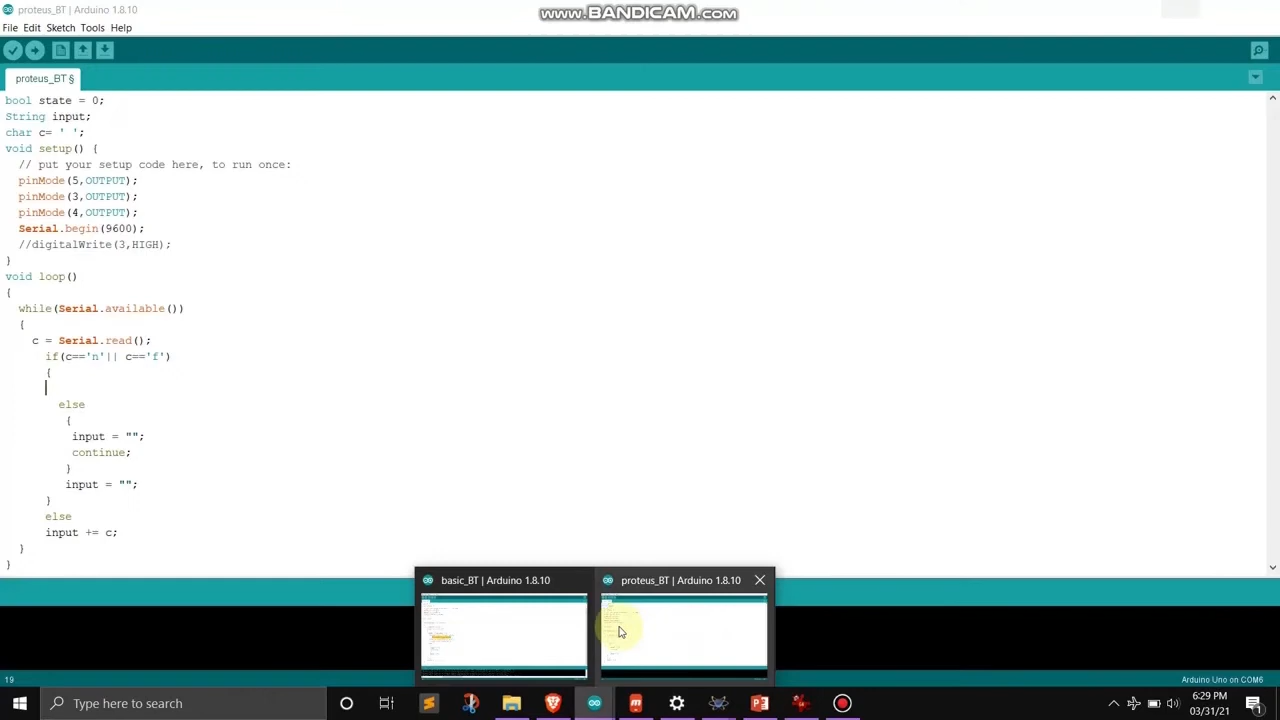 proteus_BT | Arduino 1.8.10
www.BANDICAM.com
File Edit Sketch Tools Help
proteus_BT §
bool state = 0;
String input;
char c= ' ';
void setup() {
// put your setup code here, to run once:
pinMode(5,OUTPUT);
pinMode(3,OUTPUT);
pinMode(4,OUTPUT);
Serial.begin(9600);
//digitalWrite(3,HIGH);
}
void loop()
{
while(Serial.available())
{
c = Serial.read();
if(c=='n'|| c=='f')
{
else
{
input = "";
continue;
}
input = "";
}
else
input += c;
}
}
basic_BT | Arduino 1.8.10
proteus_BT | Arduino 1.8.10
19
Arduino Uno on COM6
Type here to search
6:29 PM
03/31/21
1